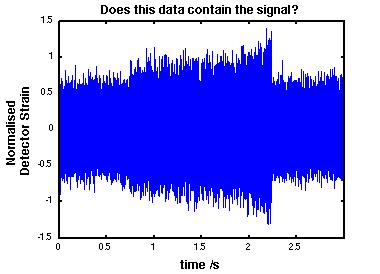 Does this data contain the signal?
1.5
1
0.5
0
-0.5
-1
-1.5
Normalised
Detector Strain
0 0.5 1 1.5 2 2.5
time /s